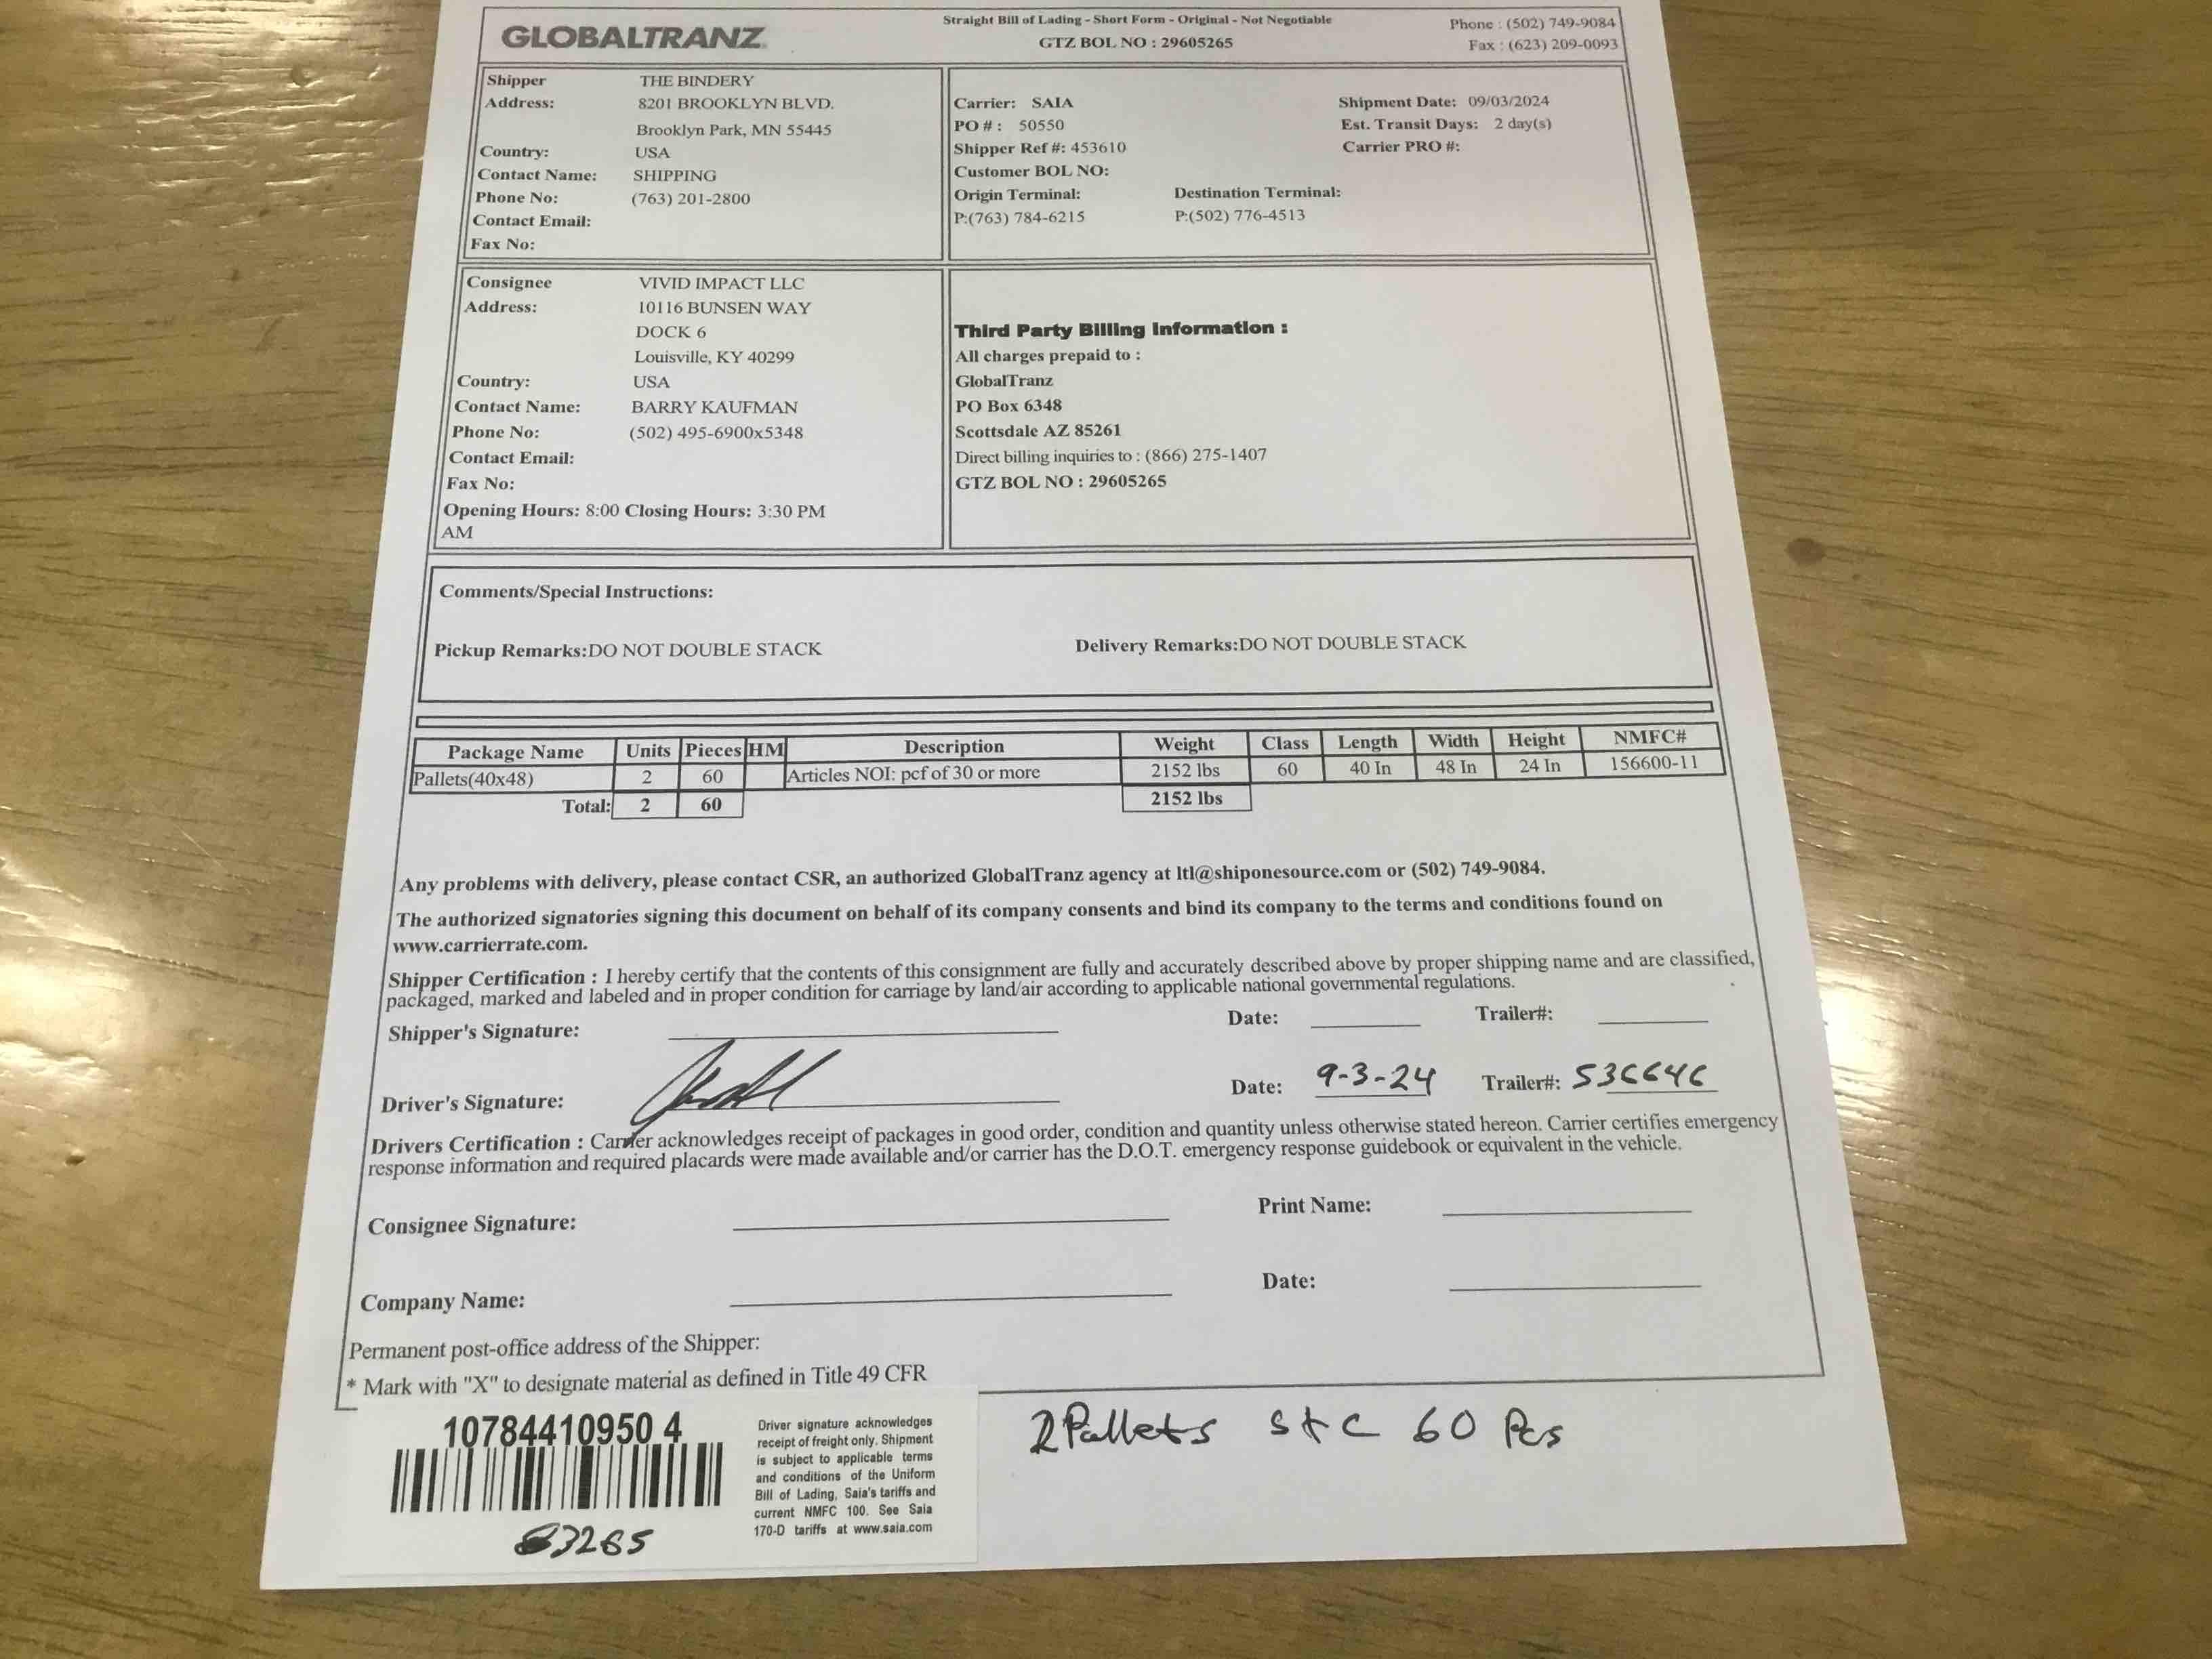 GLOBALTRANZ
Straight Bill of Lading - Short Form - Original - Not Negotiable
GTZ BOL NO : 29605265
Phone : (502) 749-9084
Fax : (623) 209-0093
Shipper THE BINDERY
Address: 8201 BROOKLYN BLVD.
Brooklyn Park, MN 55445
Country: USA
Contact Name: SHIPPING
Phone No: (763) 201-2800
Contact Email:
Fax No:
Carrier: SAIA
PO # : 50550
Shipper Ref #: 453610
Customer BOL NO:
Origin Terminal: Destination Terminal:
P:(763) 784-6215 P:(502) 776-4513
Shipment Date: 09/03/2024
Est. Transit Days: 2 day(s)
Carrier PRO #:
Consignee VIVID IMPACT LLC
Address: 10116 BUNSEN WAY
DOCK 6
Louisville, KY 40299
Country: USA
Contact Name: BARRY KAUFMAN
Phone No: (502) 495-6900x5348
Contact Email:
Fax No:
Opening Hours: 8:00 Closing Hours: 3:30 PM
AM
Third Party Billing Information :
All charges prepaid to :
GlobalTranz
PO Box 6348
Scottsdale AZ 85261
Direct billing inquiries to : (866) 275-1407
GTZ BOL NO : 29605265
Comments/Special Instructions:
Pickup Remarks:DO NOT DOUBLE STACK Delivery Remarks:DO NOT DOUBLE STACK
Package Name Units Pieces HM Description Weight Class Length Width Height NMFC#
Pallets(40x48) 2 60 Articles NOI: pcf of 30 or more 2152 lbs 60 40 In 48 In 24 In 156600-11
Total: 2 60 2152 lbs
Any problems with delivery, please contact CSR, an authorized GlobalTranz agency at ltl@shiponesource.com or (502) 749-9084.
The authorized signatories signing this document on behalf of its company consents and bind its company to the terms and conditions found on
www.carrierrate.com.
Shipper Certification : I hereby certify that the contents of this consignment are fully and accurately described above by proper shipping name and are classified,
packaged, marked and labeled and in proper condition for carriage by land/air according to applicable national governmental regulations.
Shipper's Signature: Date: Trailer#:
Driver's Signature: Date: 9-3-24 Trailer#: 536646
Drivers Certification : Carrier acknowledges receipt of packages in good order, condition and quantity unless otherwise stated hereon. Carrier certifies emergency
response information and required placards were made available and/or carrier has the D.O.T. emergency response guidebook or equivalent in the vehicle.
Consignee Signature: Print Name:
Company Name: Date:
Permanent post-office address of the Shipper:
* Mark with "X" to designate material as defined in Title 49 CFR
10784410950 4
Driver signature acknowledges
receipt of freight only. Shipment
is subject to applicable terms
and conditions of the Uniform
Bill of Lading, Saia's tariffs and
current NMFC 100. See Saia
170-D tariffs at www.saia.com
2 Pallets STC 60 Pcs